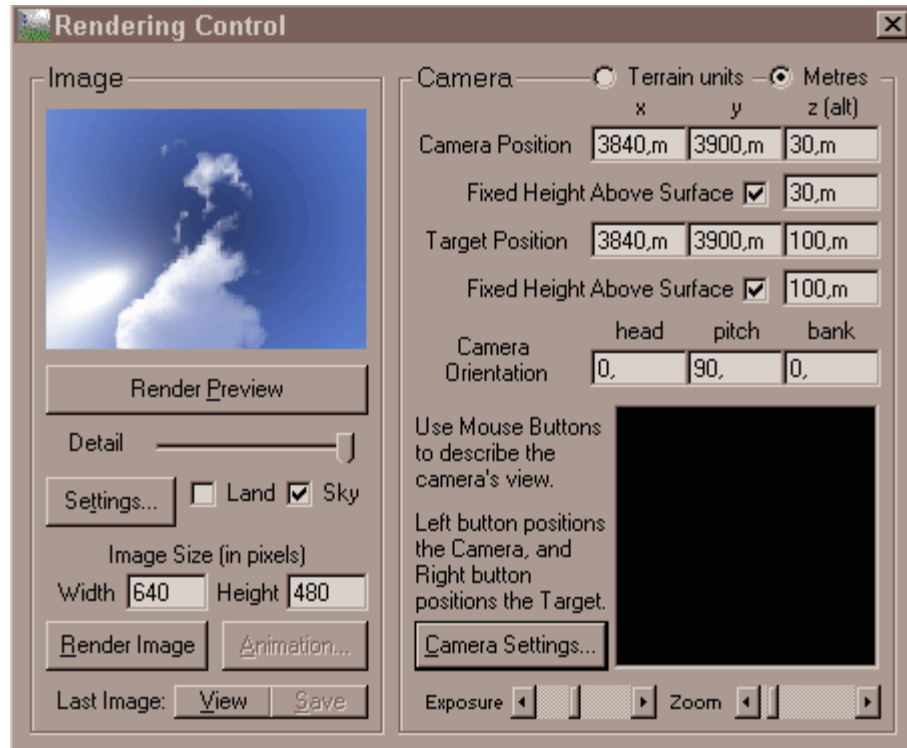 Rendering Control
Image
Render Preview
Detail
Settings...
Land
Sky
Image Size (in pixels)
Width 640 Height 480
Render Image
Animation...
Last Image: View Save
Camera
Terrain units
Metres
x y z (alt)
Camera Position 3840,m 3900,m 30,m
Fixed Height Above Surface 30,m
Target Position 3840,m 3900,m 100,m
Fixed Height Above Surface 100,m
head pitch bank
Camera
Orientation
0, 90, 0,
Use Mouse Buttons
to describe the
camera's view.
Left button positions
the Camera, and
Right button
positions the Target.
Camera Settings...
Exposure
Zoom